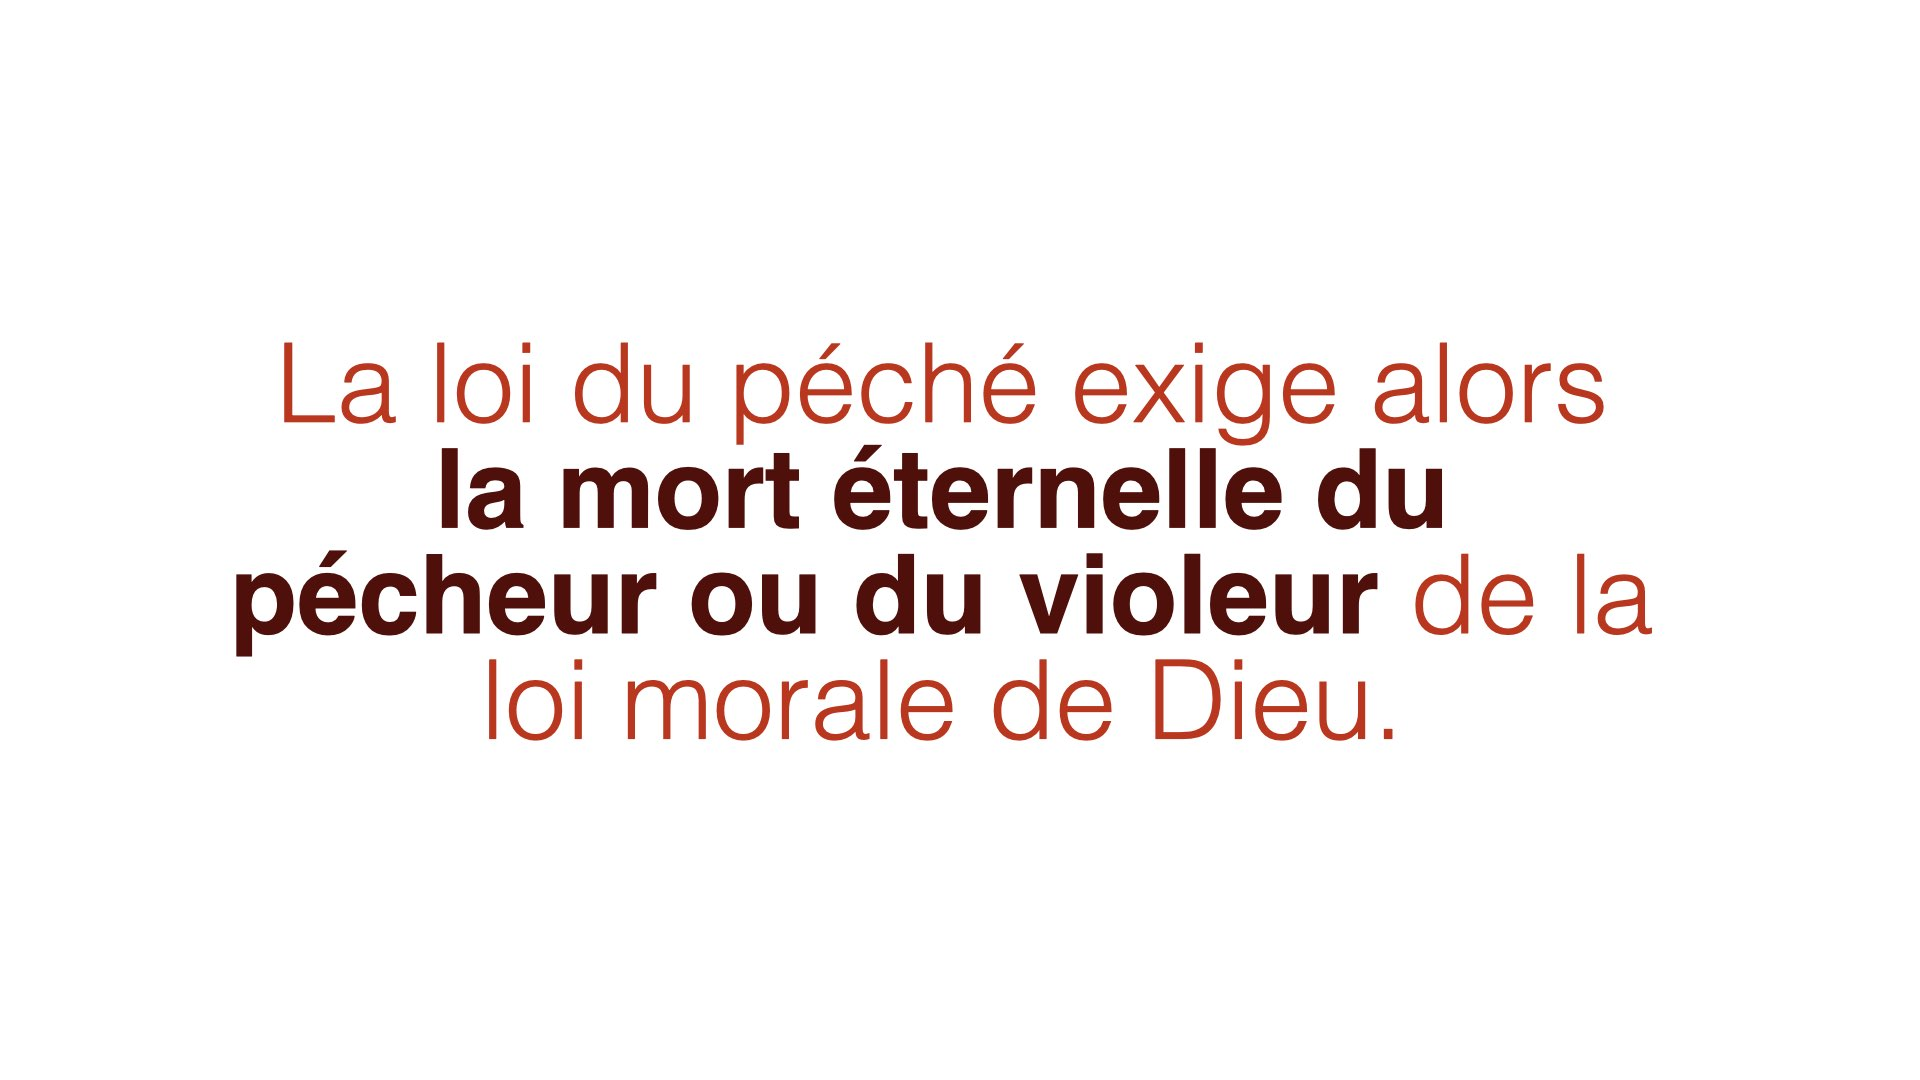 La loi du péché exige alors
la mort éternelle du
pécheur ou du violeur de la
loi morale de Dieu.